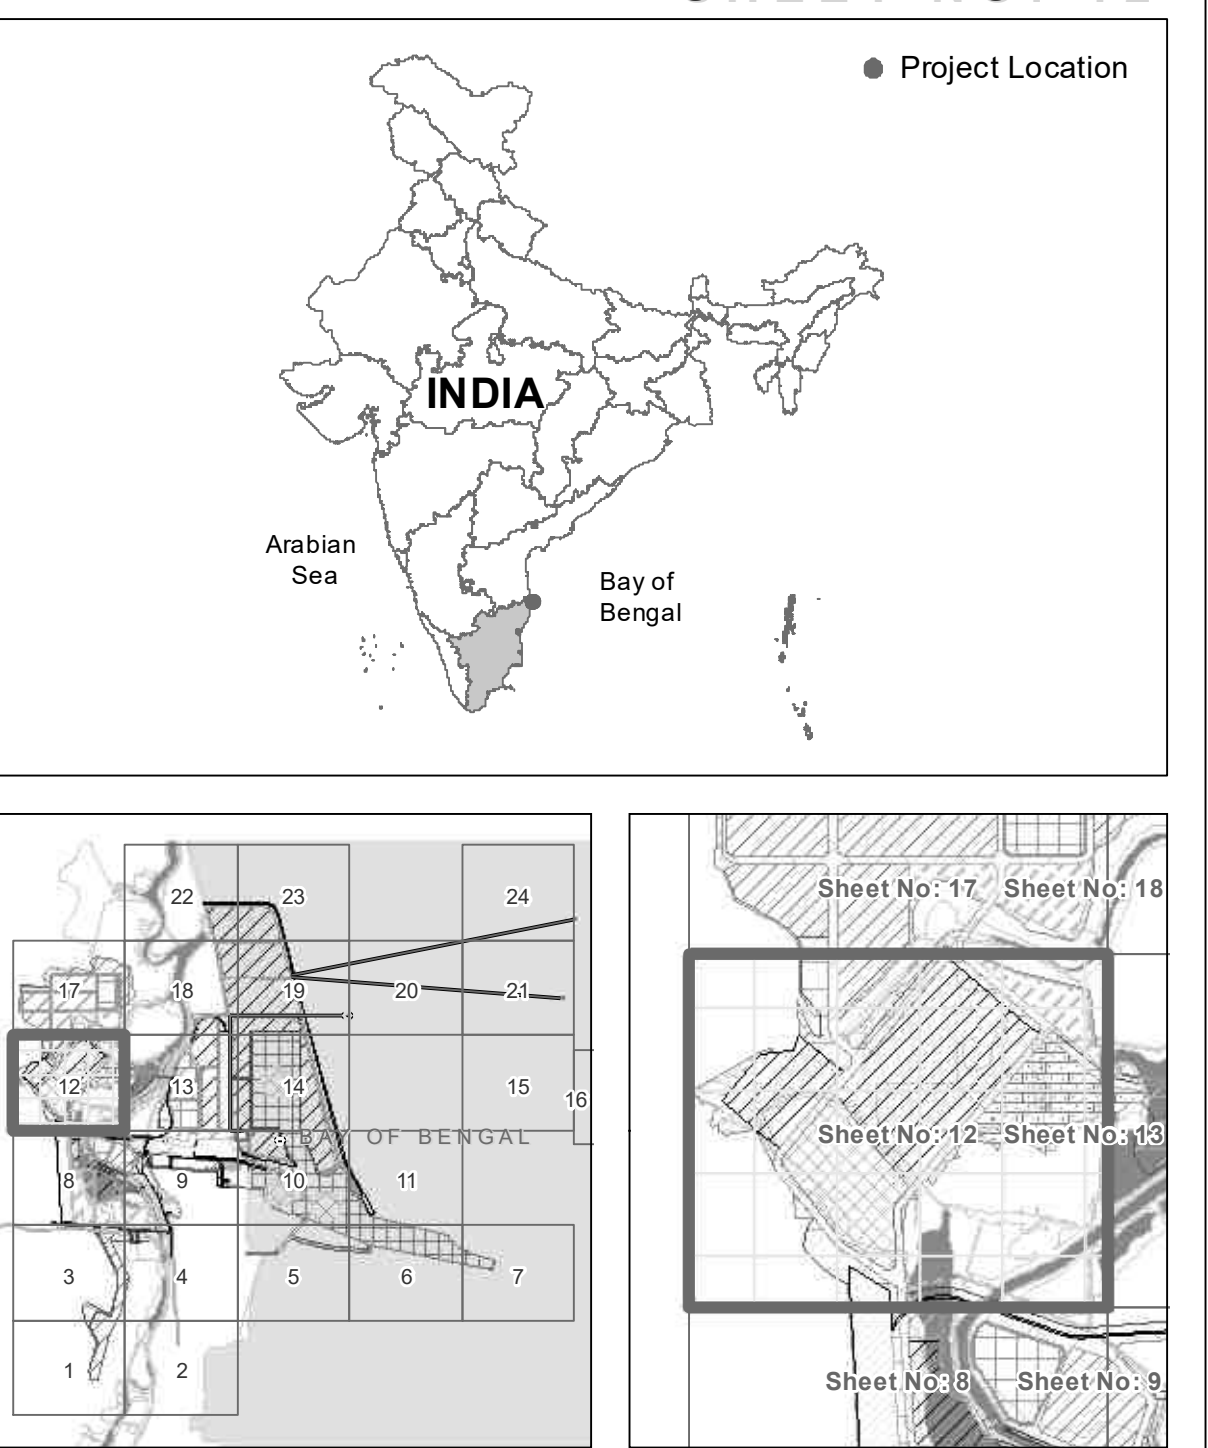 Project Location
INDIA
Arabian
Sea
Bay of
Bengal
22
23
24
17
18
19
20
21
12
13
14
15
16
BAY OF BENGAL
8
9
10
11
3
4
5
6
7
1
2
Sheet No: 17
Sheet No: 18
Sheet No: 12
Sheet No: 13
Sheet No: 8
Sheet No: 9